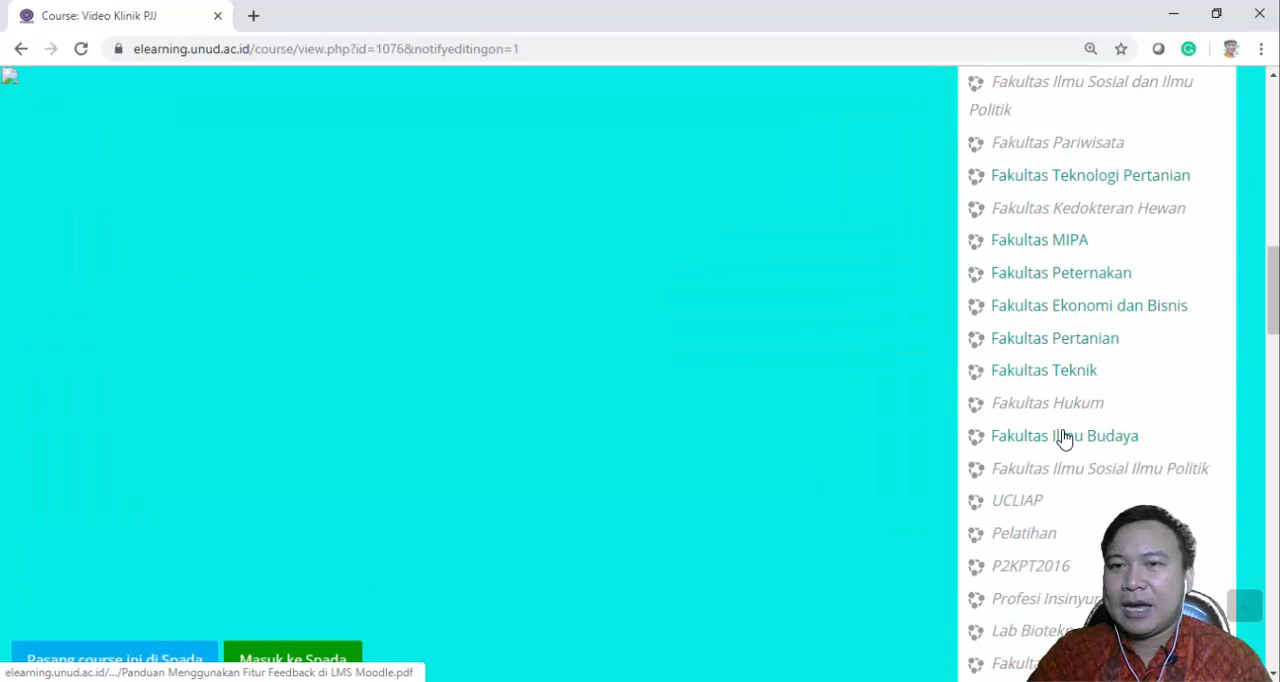 Course: Video Klinik PJJ
elearning.unud.ac.id/course/view.php?id=1076&notifyeditingon=1
Fakultas Ilmu Sosial dan Ilmu
Politik
Fakultas Pariwisata
Fakultas Teknologi Pertanian
Fakultas Kedokteran Hewan
Fakultas MIPA
Fakultas Peternakan
Fakultas Ekonomi dan Bisnis
Fakultas Pertanian
Fakultas Teknik
Fakultas Hukum
Fakultas Ilmu Budaya
Fakultas Ilmu Sosial Ilmu Politik
UCLIAP
Pelatihan
P2KPT2016
Profesi Insinyur
Lab
Pasang course ini di Spada
Masuk ke Spada
elearning.unud.ac.id/.../Panduan Menggunakan Fitur Feedback di LMS Moodle.pdf